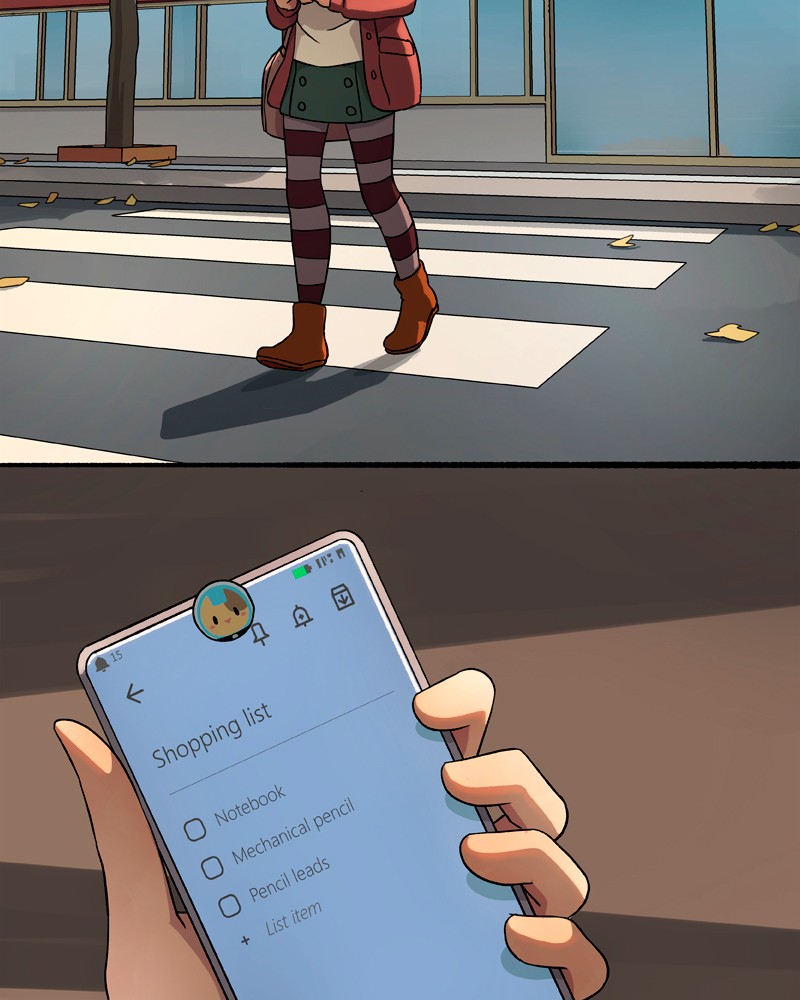 15
Shopping list
Notebook
Mechanical pencil
Pencil leads
+ List item